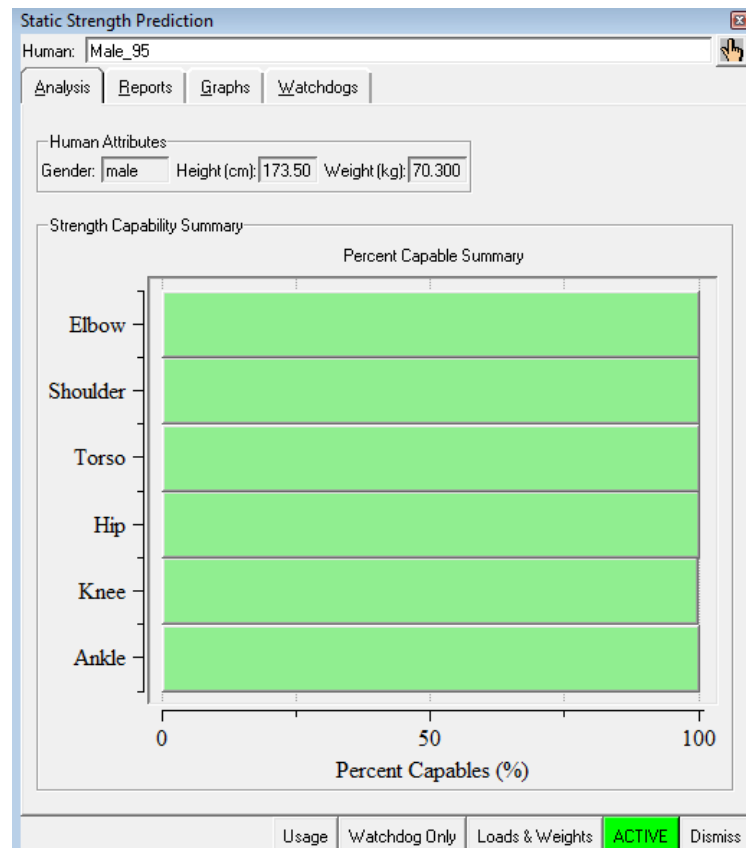 Static Strength Prediction
Human: Male_95
Analysis Reports Graphs Watchdogs
Human Attributes
Gender: male Height (cm): 173.50 Weight (kg): 70.300
Strength Capability Summary
Percent Capable Summary
Elbow
Shoulder
Torso
Hip
Knee
Ankle
0 50 100
Percent Capables (%)
Usage Watchdog Only Loads & Weights ACTIVE Dismiss